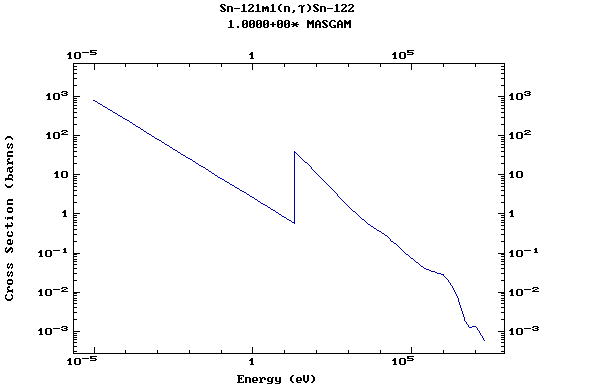 Sn-121m1(n,γ)Sn-122
1.0000+00* MASGAM
10⁻⁵ 1 10⁵
10³ 10³
10² 10²
10 10
1 1
10⁻¹ 10⁻¹
10⁻² 10⁻²
10⁻³ 10⁻³
10⁻⁵ 1 10⁵
Cross Section (barns)
Energy (eV)